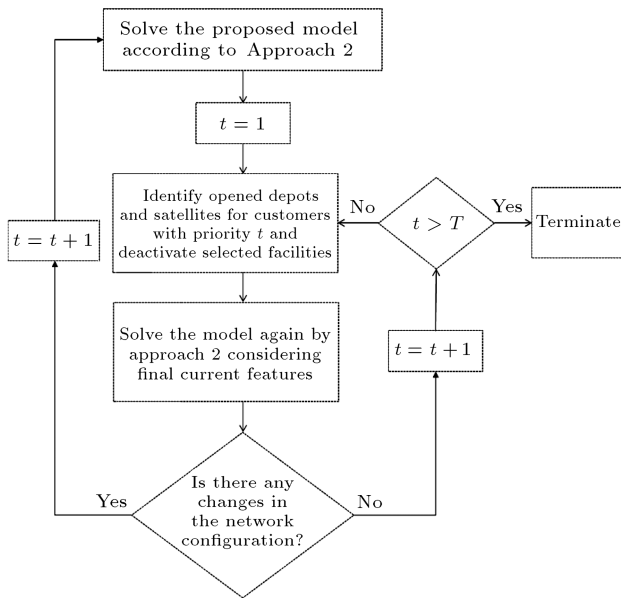 Solve the proposed model
according to Approach 2
t = 1
Identify opened depots
and satellites for customers
with priority t and
deactivate selected facilities
No
t > T
Yes
Terminate
t = t + 1
Solve the model again by
approach 2 considering
final current features
t = t + 1
Is there any
changes in
the network
configuration?
Yes
No